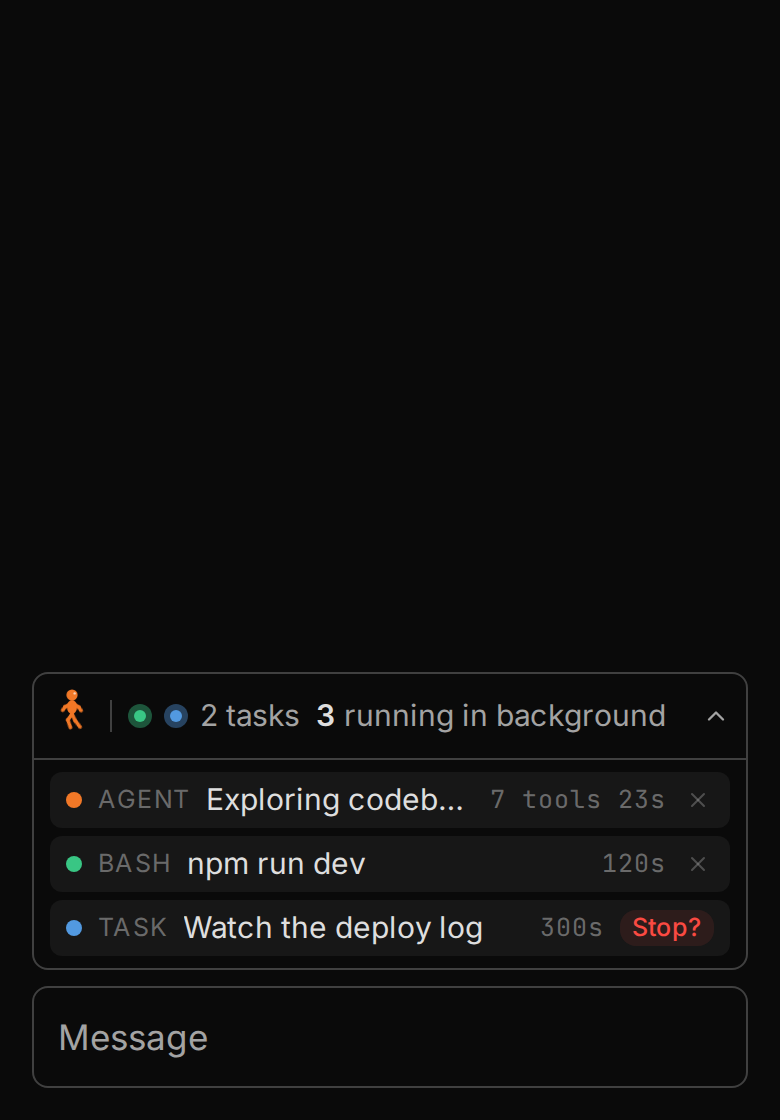 2 tasks 3 running in background
AGENT Exploring codeb... 7 tools 23s
BASH npm run dev 120s
TASK Watch the deploy log 300s Stop?
Message